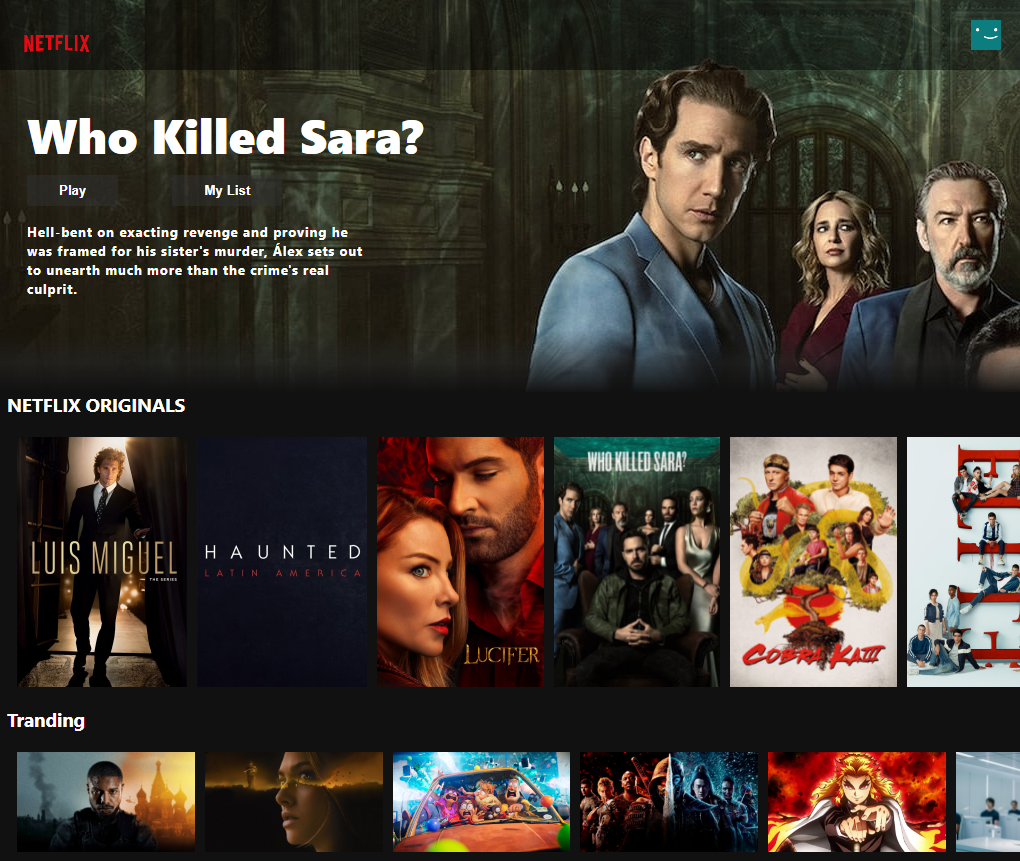 NETFLIX
Who Killed Sara?
Play
My List
Hell-bent on exacting revenge and proving he
was framed for his sister's murder, Álex sets out
to unearth much more than the crime's real
culprit.
NETFLIX ORIGINALS
LUIS MIGUEL
THE SERIES
HAUNTED
LATIN AMERICA
LUCIFER
WHO KILLED SARA?
COBRA KAI III
Tranding